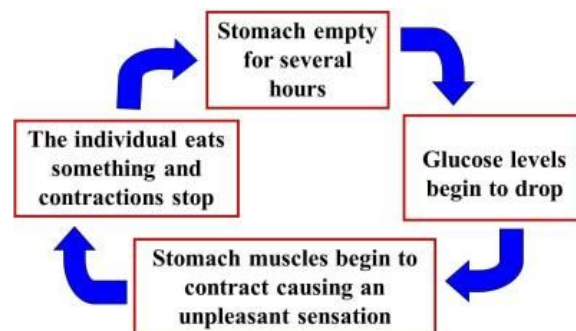 Stomach empty
for several
hours
Glucose levels
begin to drop
Stomach muscles begin to
contract causing an
unpleasant sensation
The individual eats
something and
contractions stop